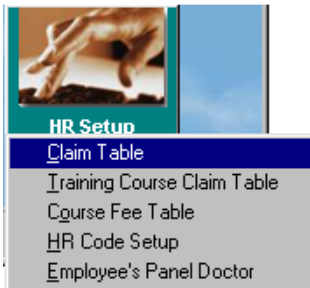 HR Setup
Claim Table
Training Course Claim Table
Course Fee Table
HR Code Setup
Employee's Panel Doctor